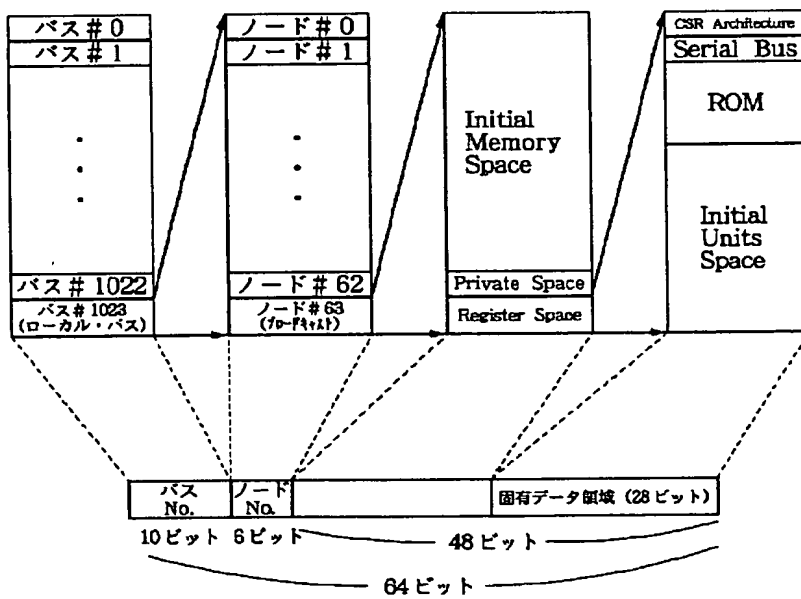 バス#0
バス#1
バス#1022
バス#1023
(ローカル・バス)
ノード#0
ノード#1
ノード#62
ノード#63
(ブロードキャスト)
Initial
Memory
Space
Private Space
Register Space
CSR Architecture
Serial Bus
ROM
Initial
Units
Space
バス
No.
ノード
No.
固有データ領域 (28ビット)
10ビット
6ビット
48ビット
64ビット